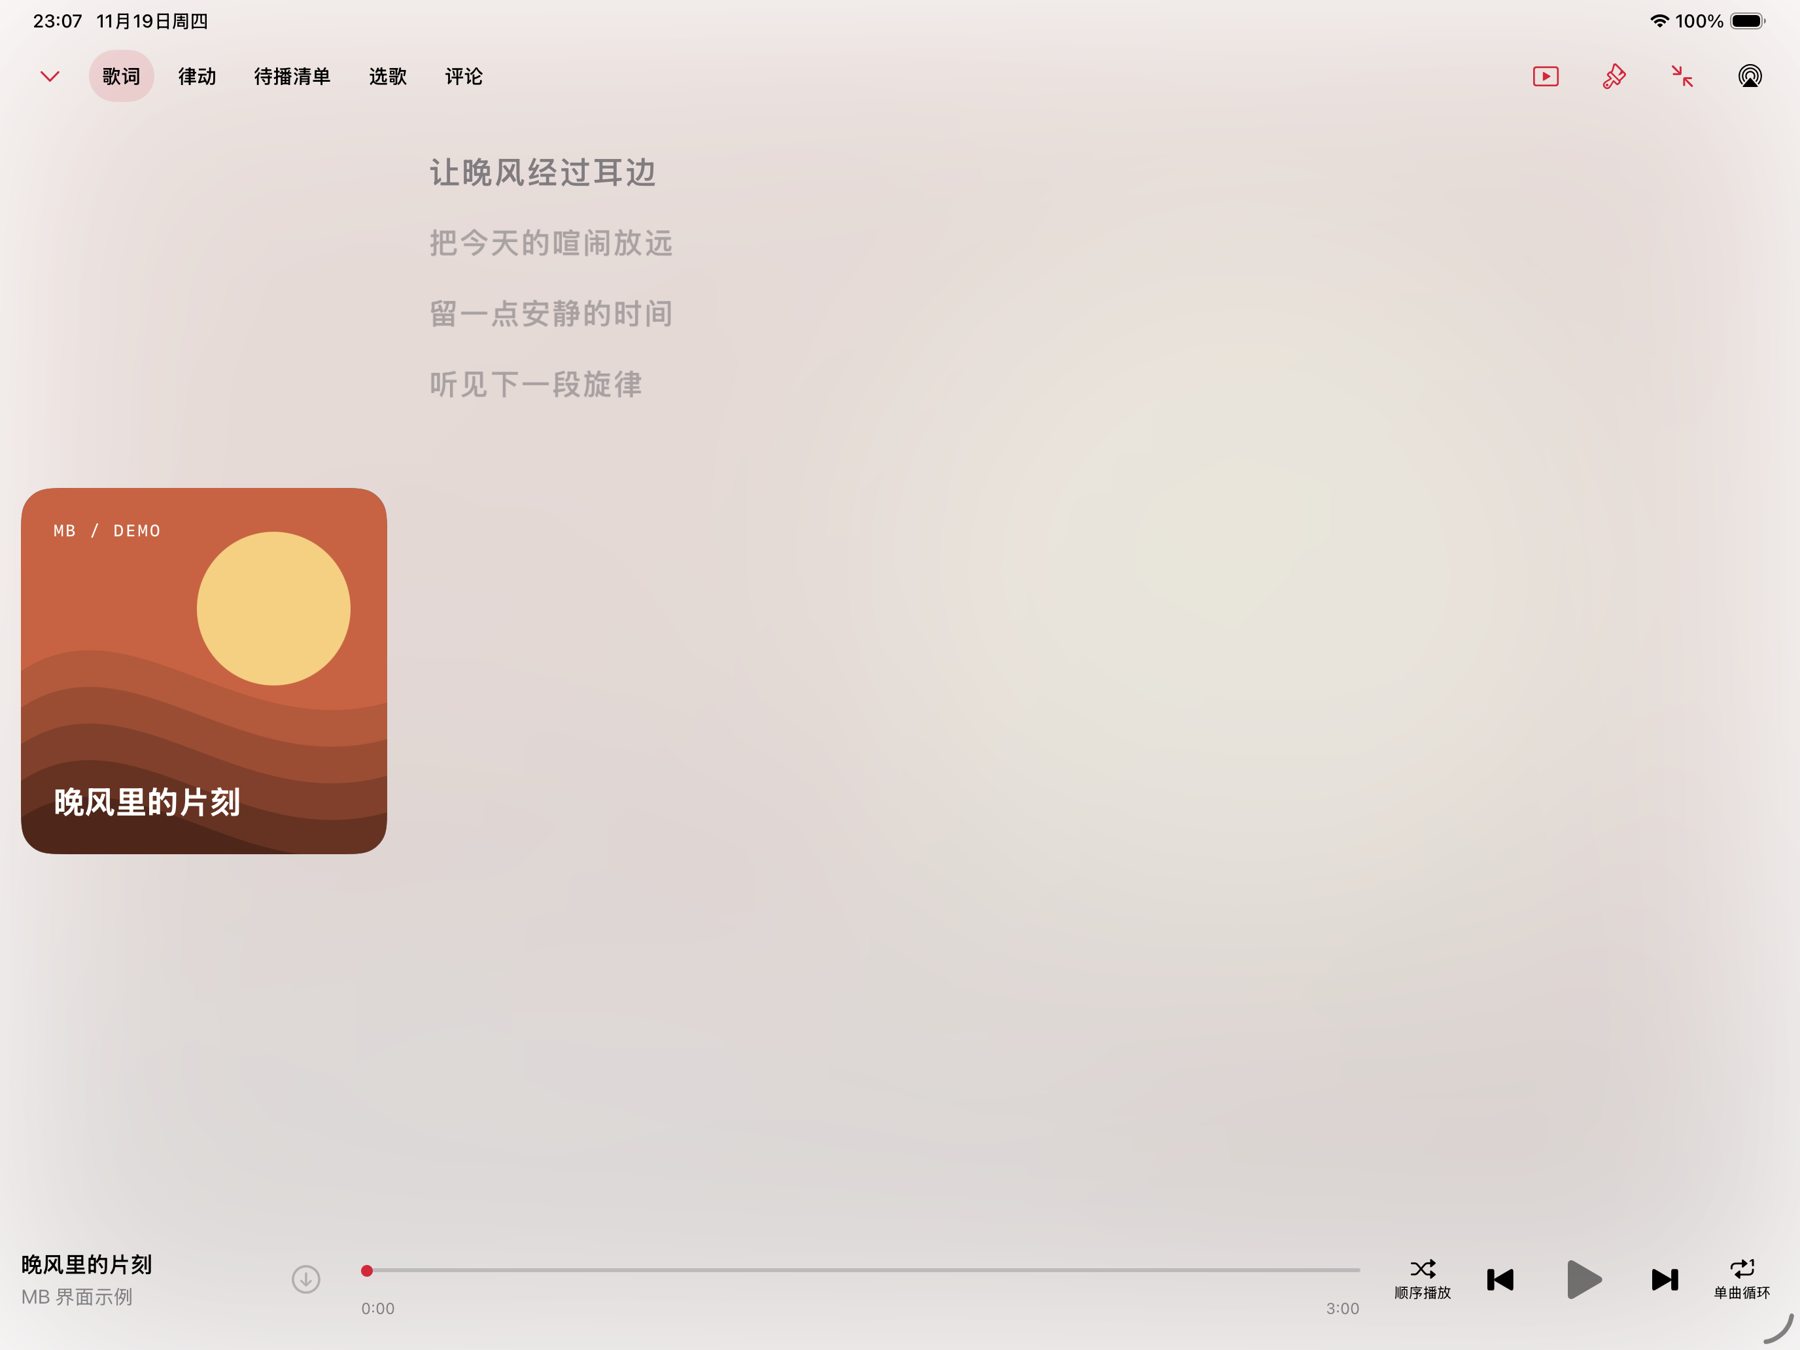 23:07 11月19日周四
100%
歌词 律动 待播清单 选歌 评论
让晚风经过耳边
把今天的喧闹放远
留一点安静的时间
听见下一段旋律
MB / DEMO
晚风里的片刻
晚风里的片刻
MB 界面示例
0:00
3:00
顺序播放
单曲循环